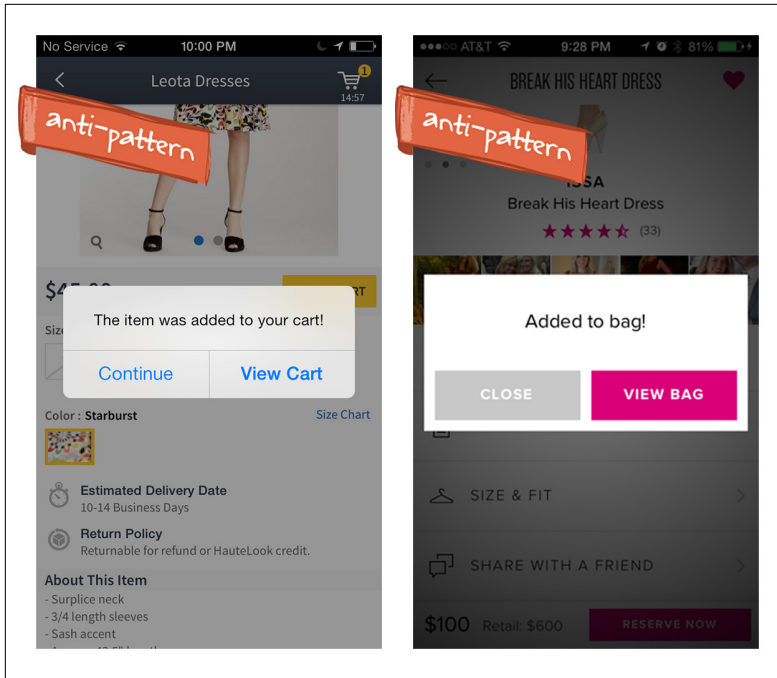 No Service 10:00 PM
Leota Dresses
1
14:57
anti-pattern
The item was added to your cart!
Continue View Cart
Color : Starburst Size Chart
Estimated Delivery Date
10-14 Business Days
Return Policy
Returnable for refund or HauteLook credit.
About This Item
- Surplice neck
- 3/4 length sleeves
- Sash accent
AT&T 9:28 PM 81%
BREAK HIS HEART DRESS
anti-pattern
ISSA
Break His Heart Dress
(33)
Added to bag!
CLOSE VIEW BAG
SIZE & FIT
SHARE WITH A FRIEND
$100 Retail: $600 RESERVE NOW